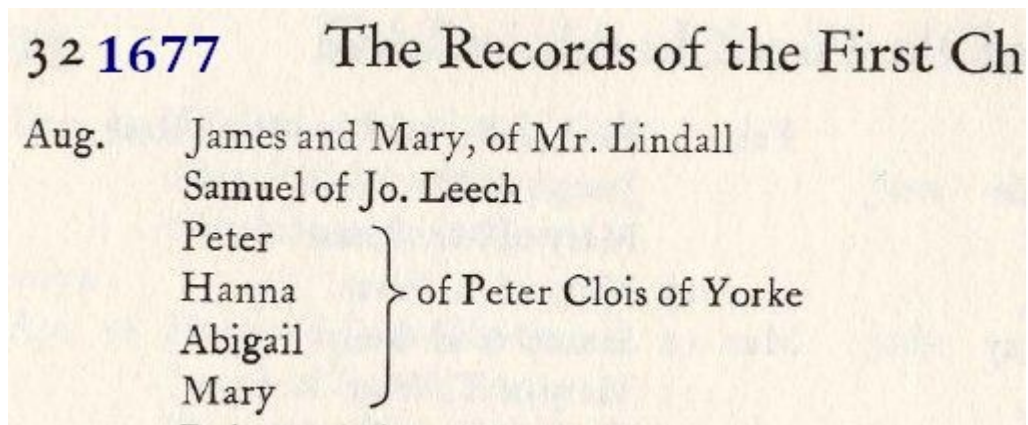 32 1677 The Records of the First Ch
Aug. James and Mary, of Mr. Lindall
Samuel of Jo. Leech
Peter
Hanna
of Peter Clois of Yorke
Abigail
Mary